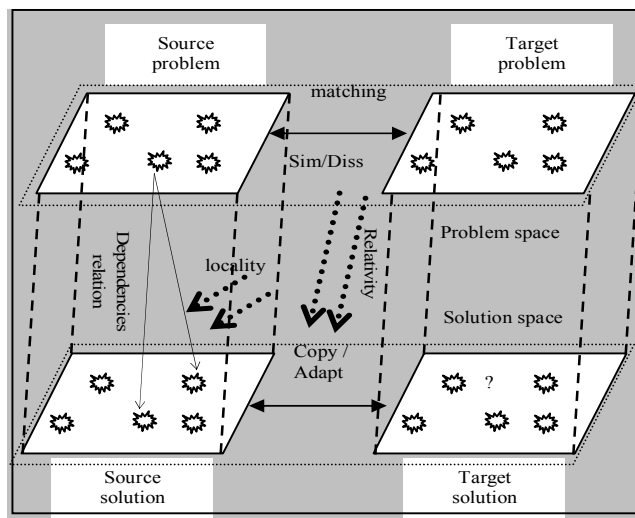 Source
problem
Target
problem
matching
Sim/Diss
Problem space
Dependencies
relation
locality
Relativity
Solution space
Copy /
Adapt
?
Source
solution
Target
solution